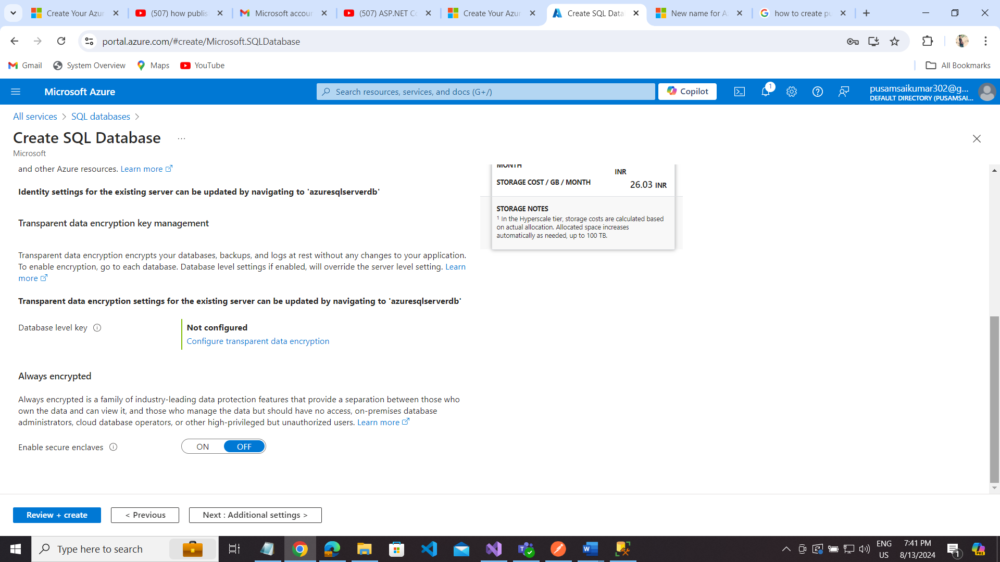 Create Your Azur
(507) how publis
Microsoft accour
(507) ASP.NET Co
Create Your Azur
Create SQL Data
New name for A
how to create pu
portal.azure.com/#create/Microsoft.SQLDatabase
Gmail
System Overview
Maps
YouTube
All Bookmarks
Microsoft Azure
Search resources, services, and docs (G+/)
Copilot
1
pusamsaikumar302@g...
DEFAULT DIRECTORY (PUSAMSAI...
All services > SQL databases >
Create SQL Database ...
Microsoft
and other Azure resources. Learn more
Identity settings for the existing server can be updated by navigating to 'azuresqlserverdb'
Transparent data encryption key management
Transparent data encryption encrypts your databases, backups, and logs at rest without any changes to your application.
To enable encryption, go to each database. Database level settings if enabled, will override the server level setting. Learn
more
Transparent data encryption settings for the existing server can be updated by navigating to 'azuresqlserverdb'
Database level key
Not configured
Configure transparent data encryption
Always encrypted
Always encrypted is a family of industry-leading data protection features that provide a separation between those who
own the data and can view it, and those who manage the data but should have no access, on-premises database
administrators, cloud database operators, or other high-privileged but unauthorized users. Learn more
Enable secure enclaves
ON OFF
MONTH
INR
STORAGE COST / GB / MONTH
26.03 INR
STORAGE NOTES
¹ In the Hyperscale tier, storage costs are calculated based
on actual allocation. Allocated space increases
automatically as needed, up to 100 TB.
Review + create
< Previous
Next : Additional settings >
Type here to search
ENG
US
7:41 PM
8/13/2024
1
PRE